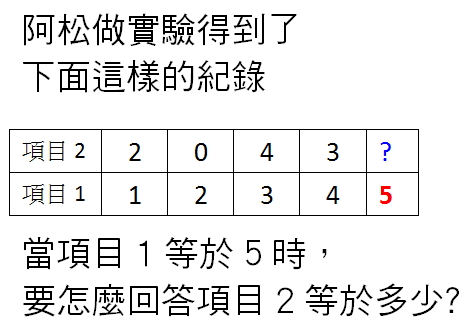 阿松做實驗得到了
下面這樣的紀錄
項目 2 2 0 4 3 ?
項目 1 1 2 3 4 5
當項目 1 等於 5 時，
要怎麼回答項目 2 等於多少?